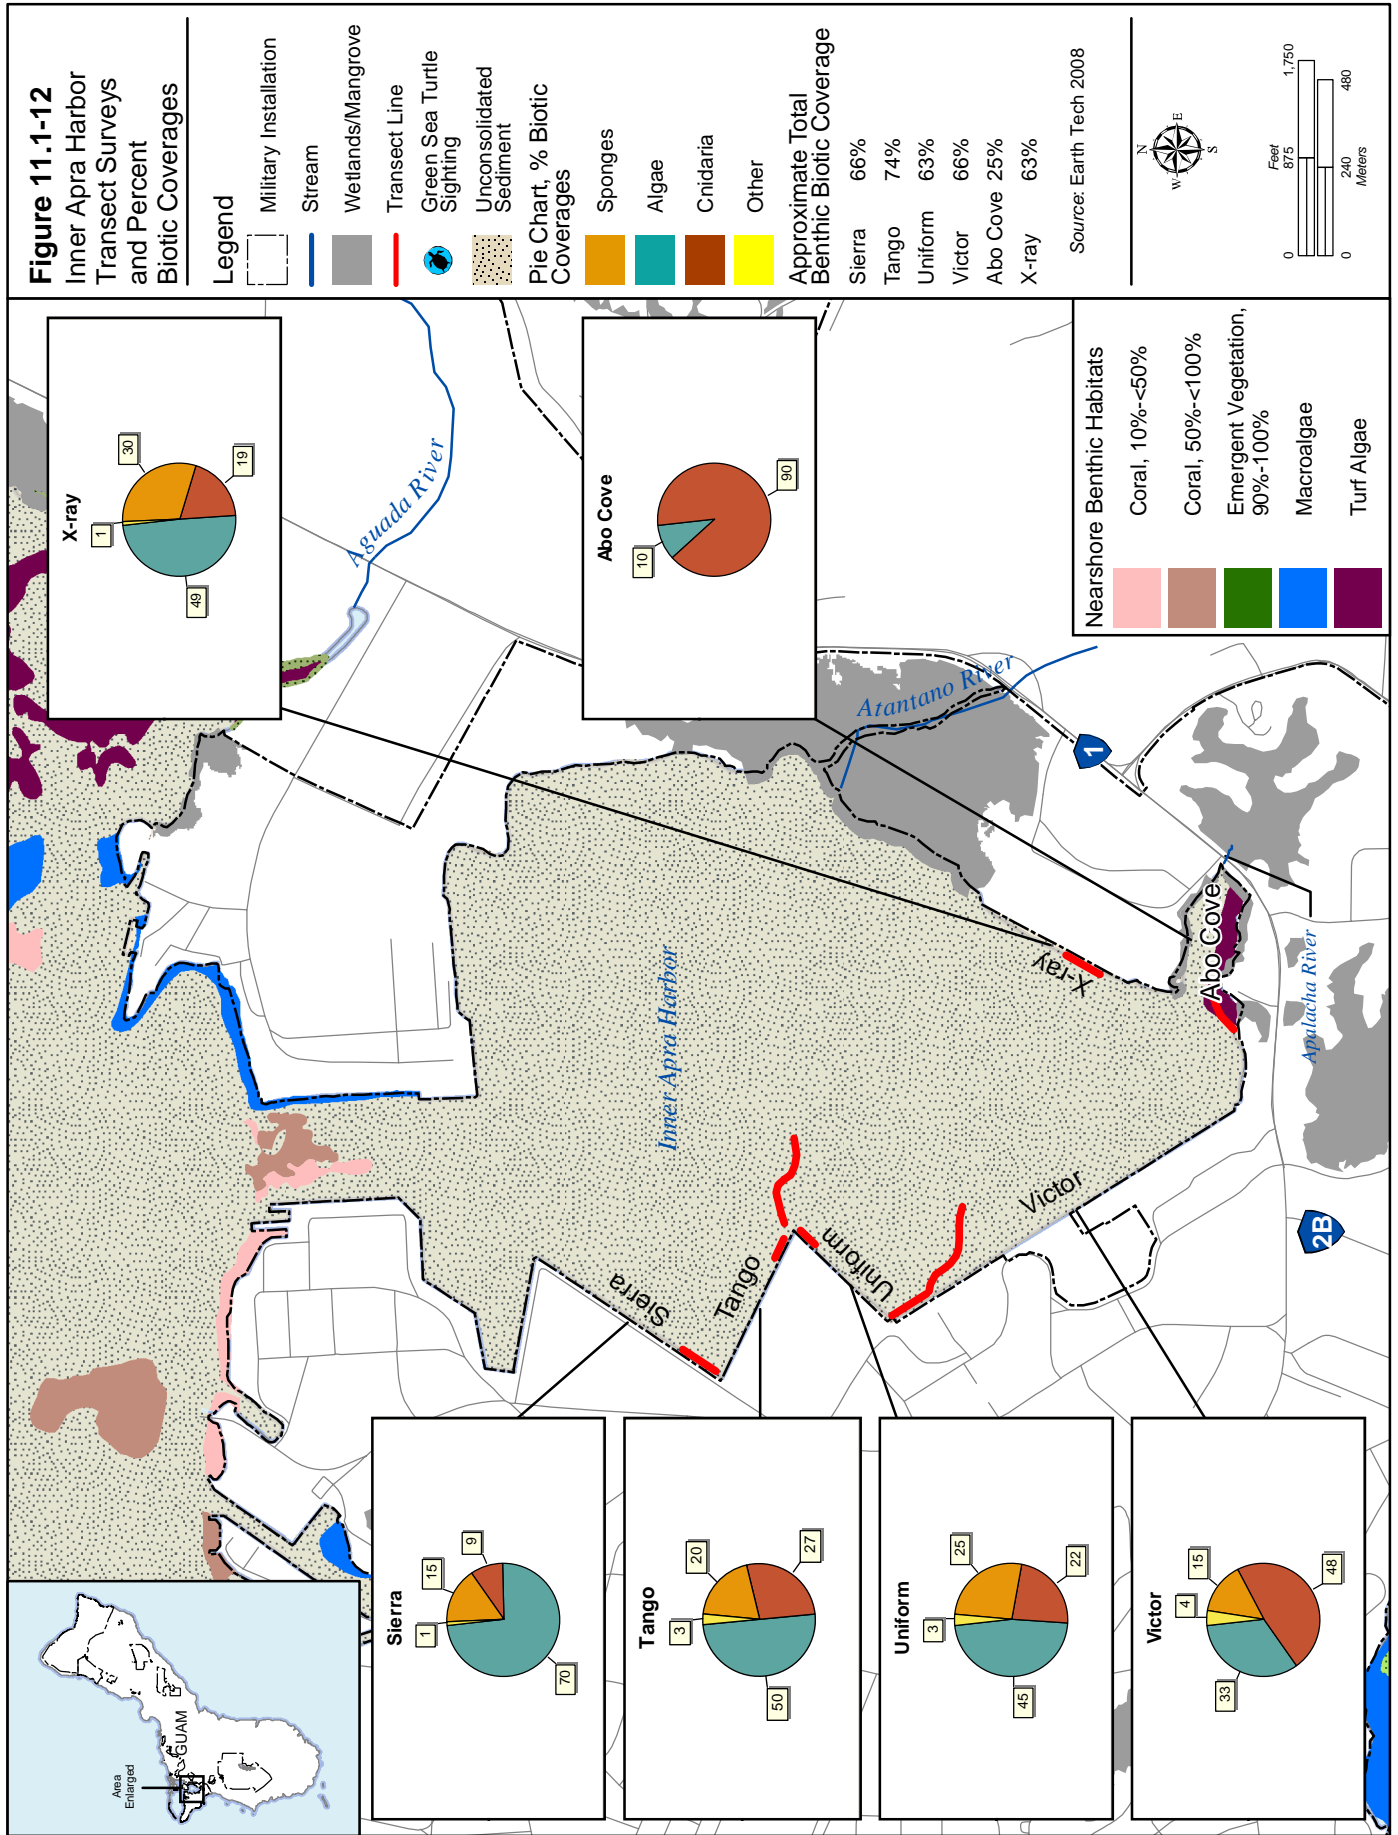 Figure 11.1-12
Inner Apra Harbor
Transect Surveys
and Percent
Biotic Coverages
Legend
Military Installation
Stream
Wetlands/Mangrove
Transect Line
Green Sea Turtle
Sighting
Unconsolidated
Sediment
Pie Chart, % Biotic
Coverages
Sponges
Algae
Cnidaria
Other
Approximate Total
Benthic Biotic Coverage
Sierra 66%
Tango 74%
Uniform 63%
Victor 66%
Abo Cove 25%
X-ray 63%
Source: Earth Tech 2008
N
W
E
S
Feet
0 875 1,750
0 240 480
Meters
X-ray
1
30
19
49
Abo Cove
10
90
Nearshore Benthic Habitats
Coral, 10%-<50%
Coral, 50%-<100%
Emergent Vegetation,
90%-100%
Macroalgae
Turf Algae
Aguada River
Atantano River
1
Inner Apra Harbor
X-ray
Abo Cove
Apalacha River
Sierra
Tango
Uniform
Victor
2B
Area
Enlarged
GUAM
Sierra
1
15
9
70
Tango
3
20
27
50
Uniform
3
25
22
45
Victor
4
15
48
33